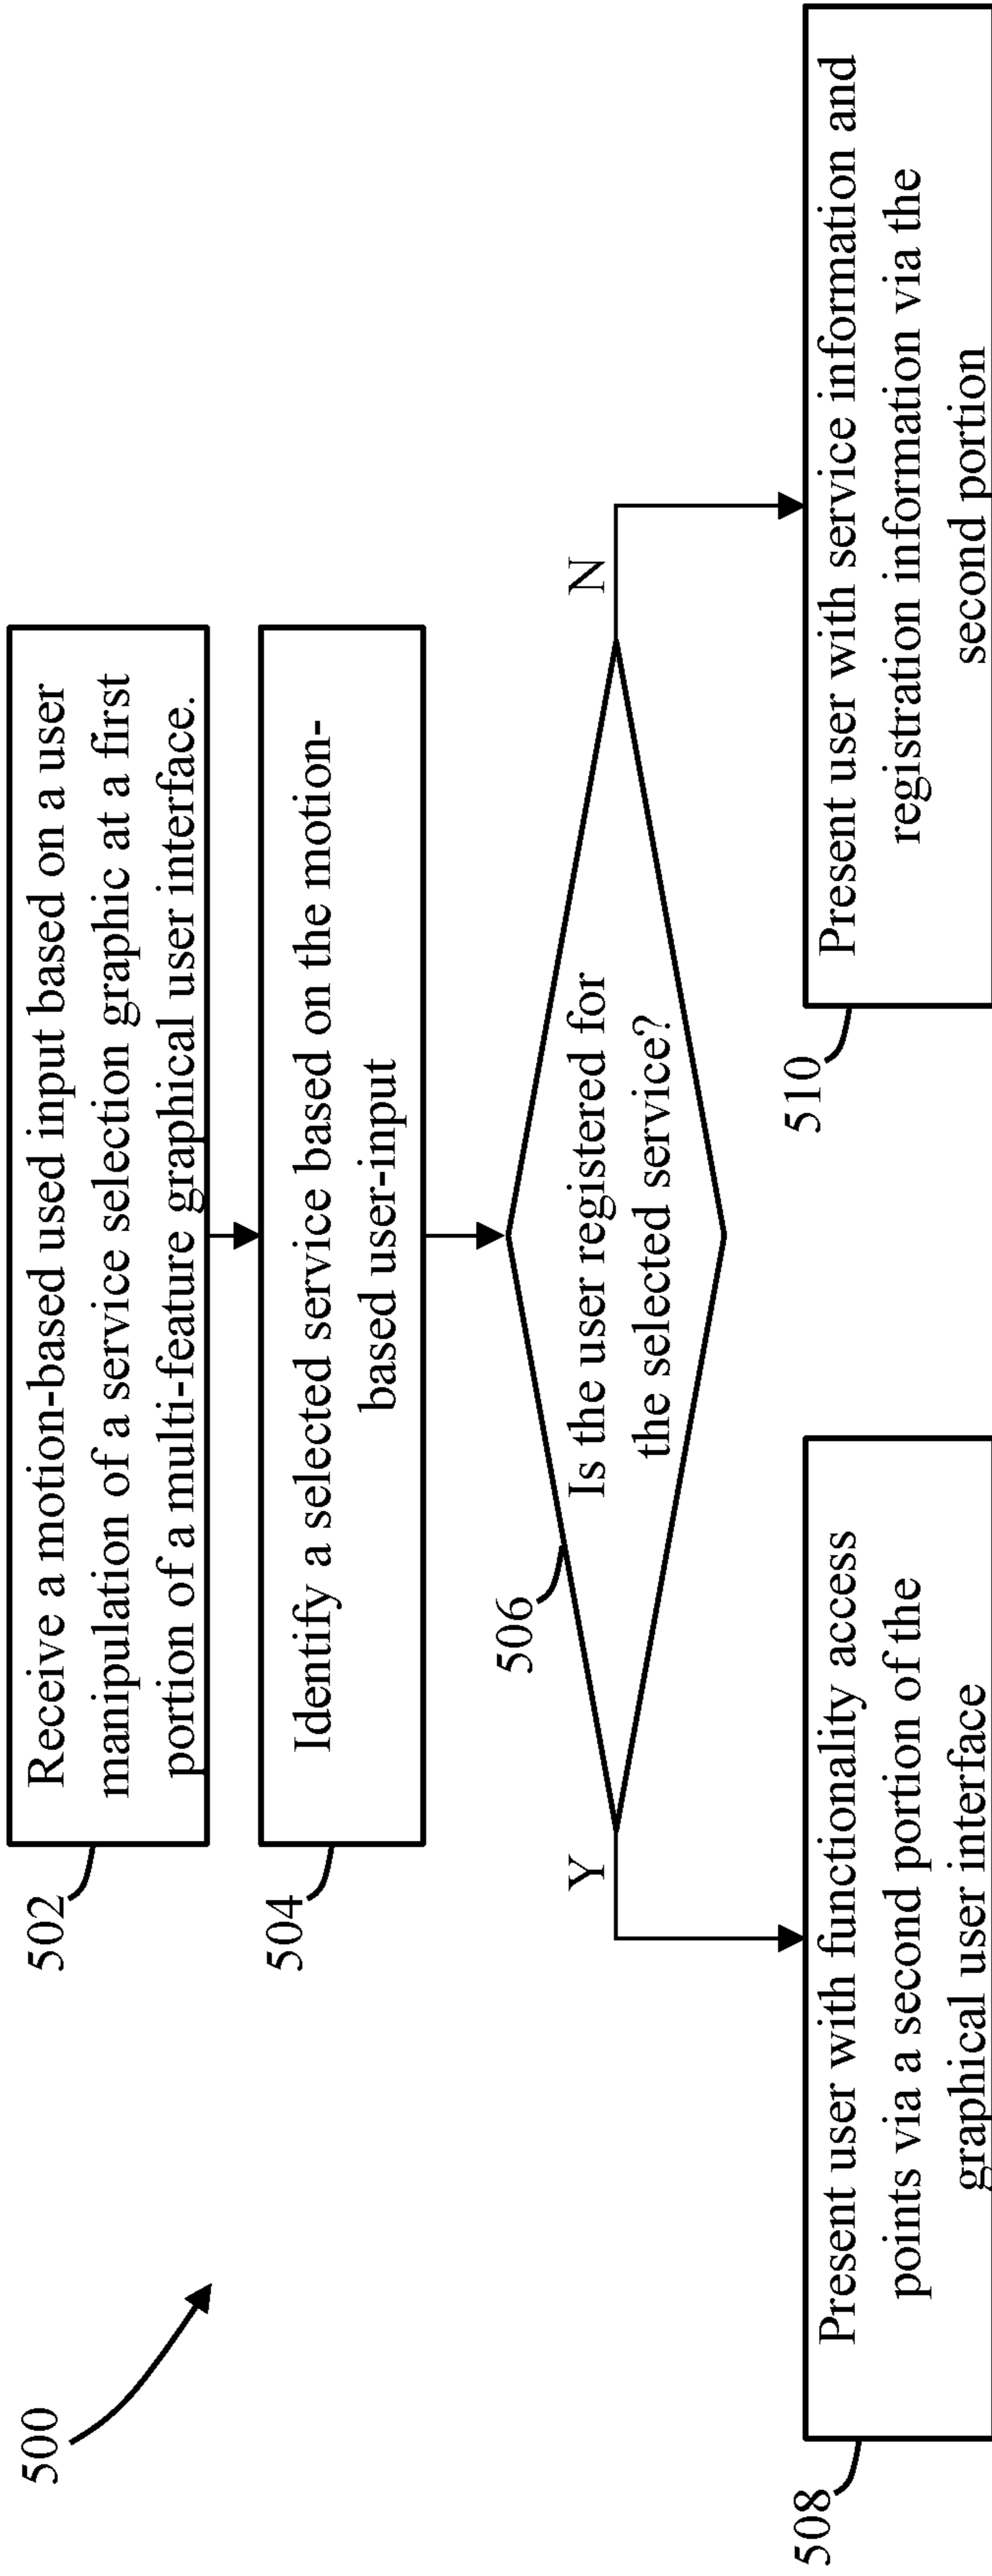 500
502
Receive a motion-based used input based on a user
manipulation of a service selection graphic at a first
portion of a multi-feature graphical user interface.
504
Identify a selected service based on the motion-
based user-input
506
Is the user registered for
the selected service?
Y
N
508
Present user with functionality access
points via a second portion of the
graphical user interface
510
Present user with service information and
registration information via the
second portion